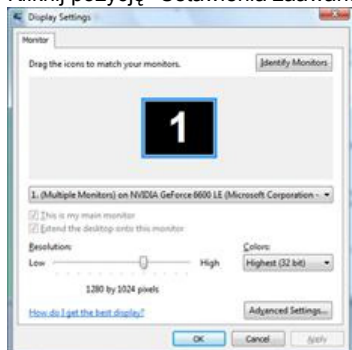 Display Settings
Monitor
Drag the icons to match your monitors.
Identify Monitors
1
1. (Multiple Monitors) on NVIDIA GeForce 6600 LE (Microsoft Corporation -
This is my main monitor
Extend the desktop onto this monitor
Resolution:
Colors:
Low
High
Highest (32 bit)
1280 by 1024 pixels
How do I get the best display?
Advanced Settings...
OK
Cancel
Apply